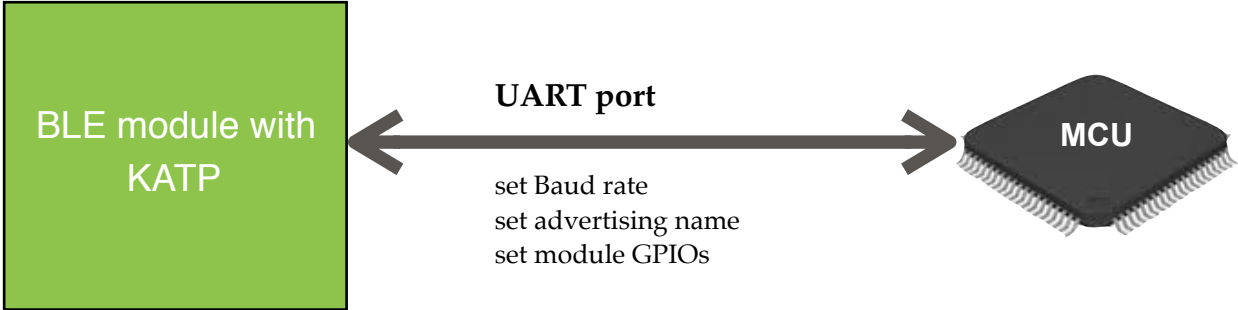 BLE module with
KATP
UART port
set Baud rate
set advertising name
set module GPIOs
MCU